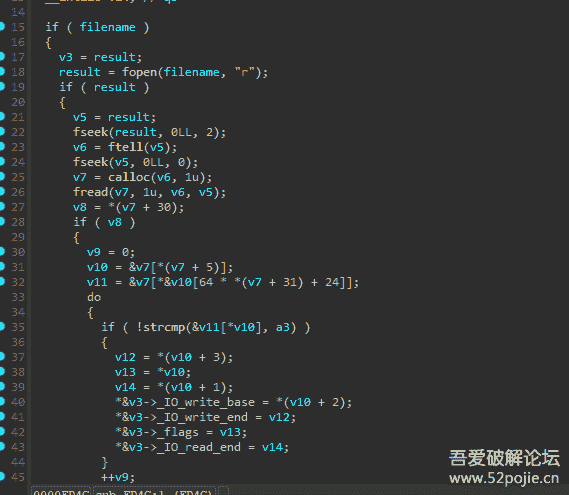 14
15 if ( filename )
16 {
17 v3 = result;
18 result = fopen(filename, "r");
19 if ( result )
20 {
21 v5 = result;
22 fseek(result, 0LL, 2);
23 v6 = ftell(v5);
24 fseek(v5, 0LL, 0);
25 v7 = calloc(v6, 1u);
26 fread(v7, 1u, v6, v5);
27 v8 = *(v7 + 30);
28 if ( v8 )
29 {
30 v9 = 0;
31 v10 = &v7[*(v7 + 5)];
32 v11 = &v7[*&v10[64 * *(v7 + 31) + 24]];
33 do
34 {
35 if ( !strcmp(&v11[*v10], a3) )
36 {
37 v12 = *(v10 + 3);
38 v13 = *v10;
39 v14 = *(v10 + 1);
40 *&v3->_IO_write_base = *(v10 + 2);
41 *&v3->_IO_write_end = v12;
42 *&v3->_flags = v13;
43 *&v3->_IO_read_end = v14;
44 }
45 ++v9;
吾爱破解论坛
www.52pojie.cn